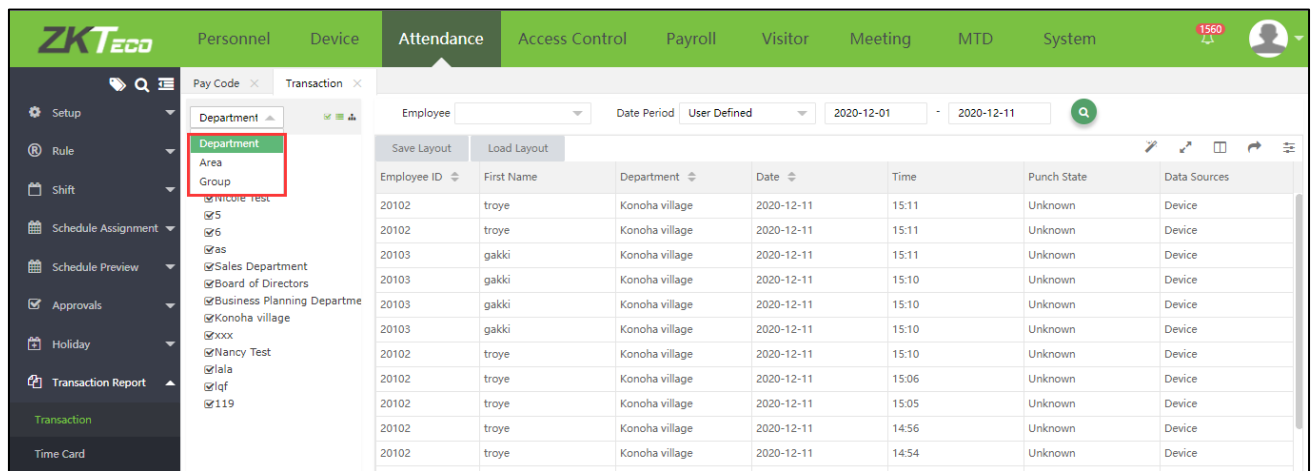 ZKTECO Personnel Device Attendance Access Control Payroll Visitor Meeting MTD System 1560
Pay Code Transaction
Setup
Rule
Shift
Schedule Assignment
Schedule Preview
Approvals
Holiday
Transaction Report
Transaction
Time Card
Department
Department
Area
Group
Nicole Test
5
6
as
Sales Department
Board of Directors
Business Planning Departme
Konoha village
xxx
Nancy Test
lala
lqf
119
Employee Date Period User Defined 2020-12-01 - 2020-12-11
Save Layout Load Layout
Employee ID First Name Department Date Time Punch State Data Sources
20102 troye Konoha village 2020-12-11 15:11 Unknown Device
20102 troye Konoha village 2020-12-11 15:11 Unknown Device
20103 gakki Konoha village 2020-12-11 15:11 Unknown Device
20103 gakki Konoha village 2020-12-11 15:10 Unknown Device
20103 gakki Konoha village 2020-12-11 15:10 Unknown Device
20103 gakki Konoha village 2020-12-11 15:10 Unknown Device
20102 troye Konoha village 2020-12-11 15:10 Unknown Device
20102 troye Konoha village 2020-12-11 15:06 Unknown Device
20102 troye Konoha village 2020-12-11 15:05 Unknown Device
20102 troye Konoha village 2020-12-11 14:56 Unknown Device
20102 troye Konoha village 2020-12-11 14:54 Unknown Device